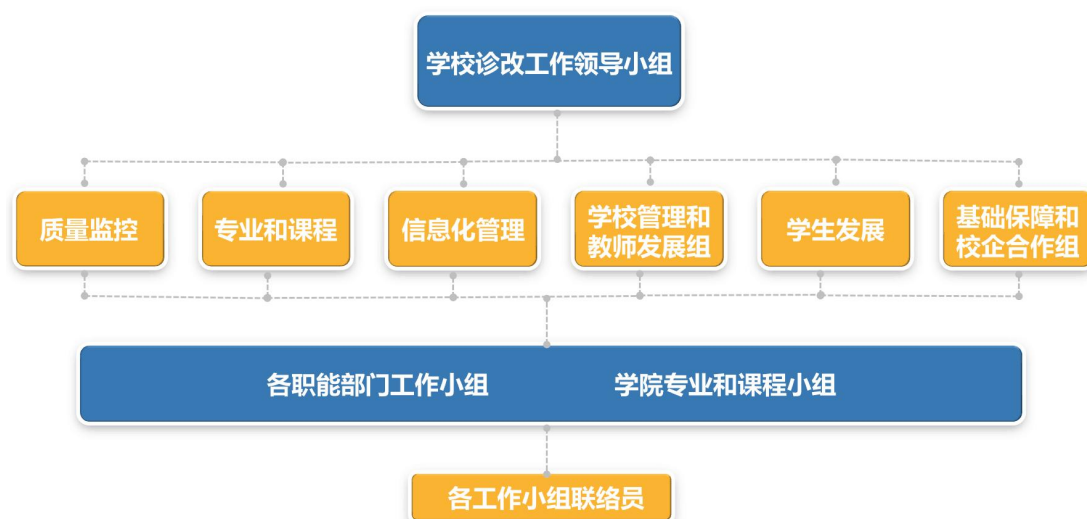 学校诊改工作领导小组
质量监控
专业和课程
信息化管理
学校管理和
教师发展组
学生发展
基础保障和
校企合作组
各职能部门工作小组
学院专业和课程小组
各工作小组联络员